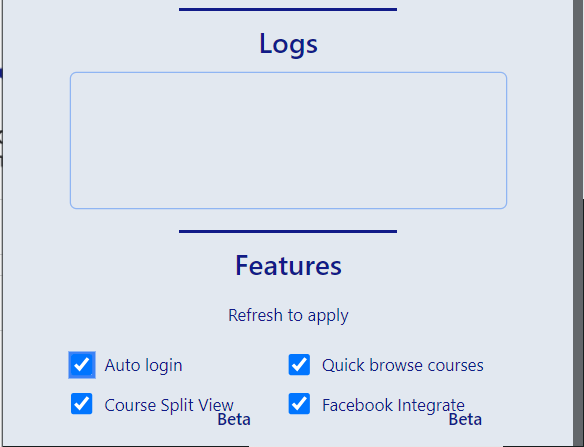 Logs
Features
Refresh to apply
Auto login
Quick browse courses
Course Split View
Beta
Facebook Integrate
Beta